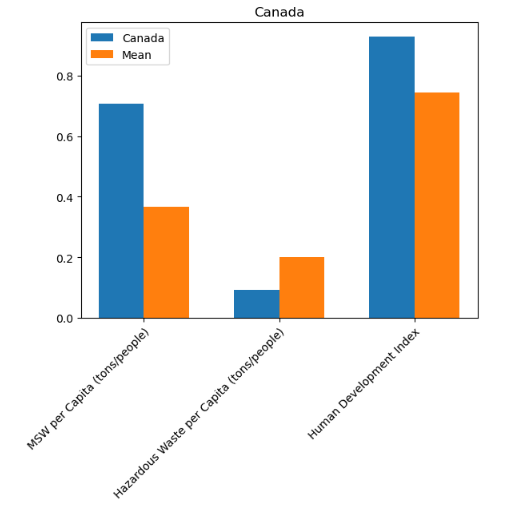 Canada
Canada
Mean
0.8
0.6
0.4
0.2
0.0
MSW per Capita (tons/people)
Hazardous Waste per Capita (tons/people)
Human Development Index